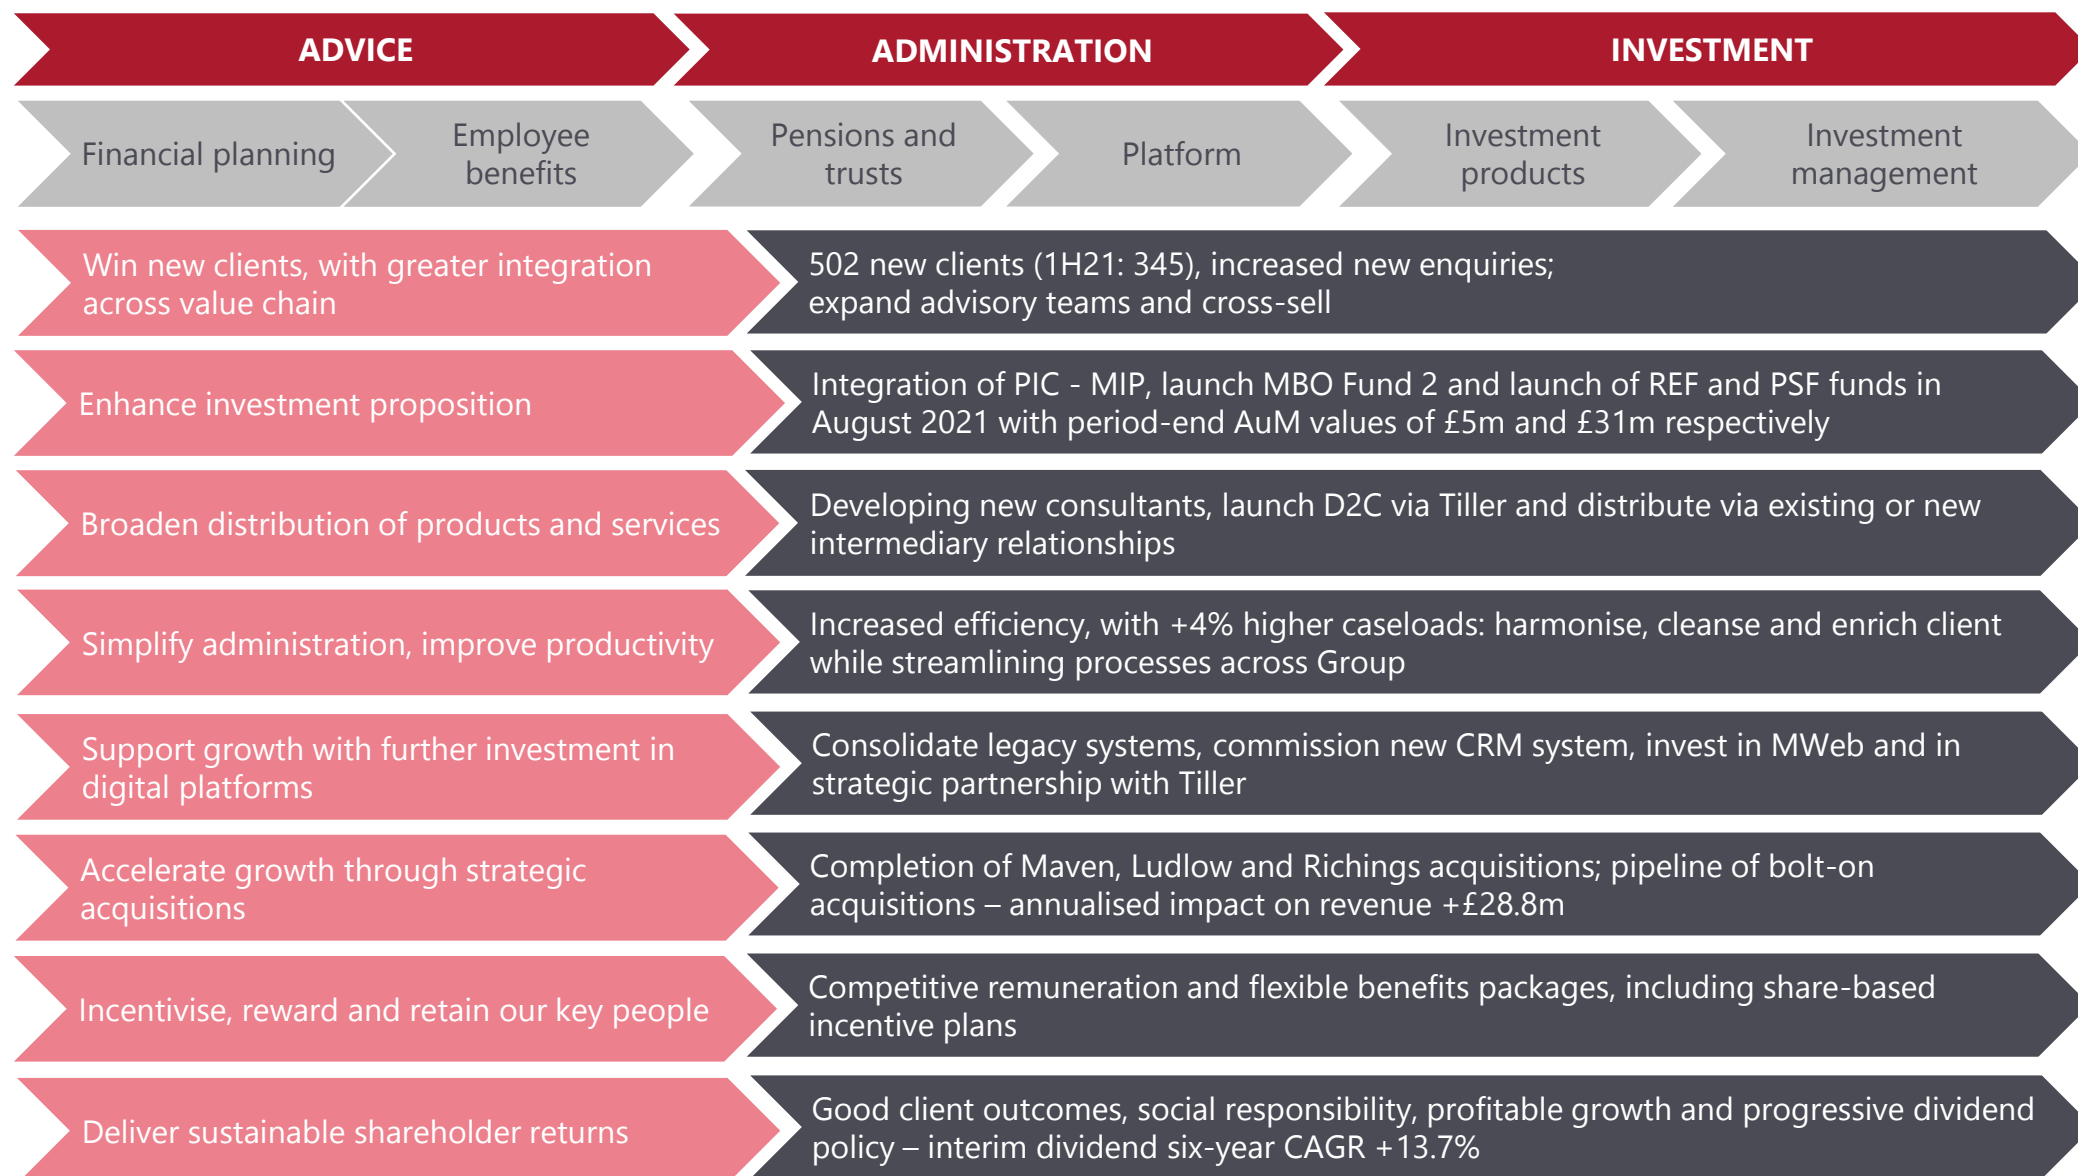 ADVICE
ADMINISTRATION
INVESTMENT
Financial planning
Employee
benefits
Pensions and
trusts
Platform
Investment
products
Investment
management
Win new clients, with greater integration
across value chain
502 new clients (1H21: 345), increased new enquiries;
expand advisory teams and cross-sell
Enhance investment proposition
Integration of PIC - MIP, launch MBO Fund 2 and launch of REF and PSF funds in
August 2021 with period-end AuM values of £5m and £31m respectively
Broaden distribution of products and services
Developing new consultants, launch D2C via Tiller and distribute via existing or new
intermediary relationships
Simplify administration, improve productivity
Increased efficiency, with +4% higher caseloads: harmonise, cleanse and enrich client
while streamlining processes across Group
Support growth with further investment in
digital platforms
Consolidate legacy systems, commission new CRM system, invest in MWeb and in
strategic partnership with Tiller
Accelerate growth through strategic
acquisitions
Completion of Maven, Ludlow and Richings acquisitions; pipeline of bolt-on
acquisitions – annualised impact on revenue +£28.8m
Incentivise, reward and retain our key people
Competitive remuneration and flexible benefits packages, including share-based
incentive plans
Deliver sustainable shareholder returns
Good client outcomes, social responsibility, profitable growth and progressive dividend
policy – interim dividend six-year CAGR +13.7%